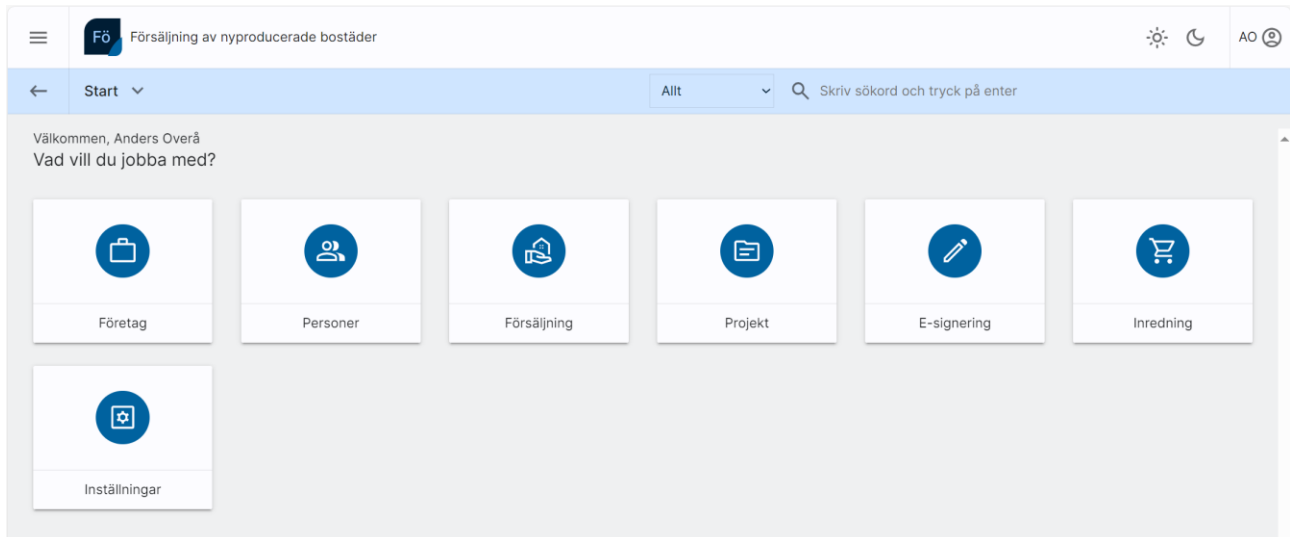 Fö
Försäljning av nyproducerade bostäder
AO
Start
Allt
Skriv sökord och tryck på enter
Välkommen, Anders Overå
Vad vill du jobba med?
Företag
Personer
Försäljning
Projekt
E-signering
Inredning
Inställningar